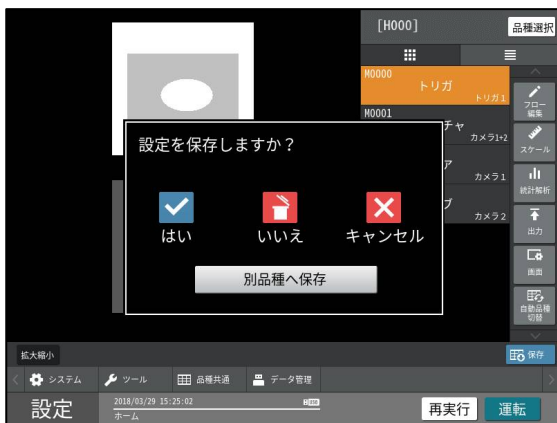 [H000]
品種選択
M0000
トリガ
トリガ1
M0001
チャ
カメラ1+2
ア
カメラ1
ブ
カメラ2
フロー
編集
スケール
統計解析
出力
画面
自動品種
切替
設定を保存しますか？
はい
いいえ
キャンセル
別品種へ保存
拡大縮小
保存
システム
ツール
品種共通
データ管理
設定
2018/03/29 15:25:02
ホーム
再実行
運転